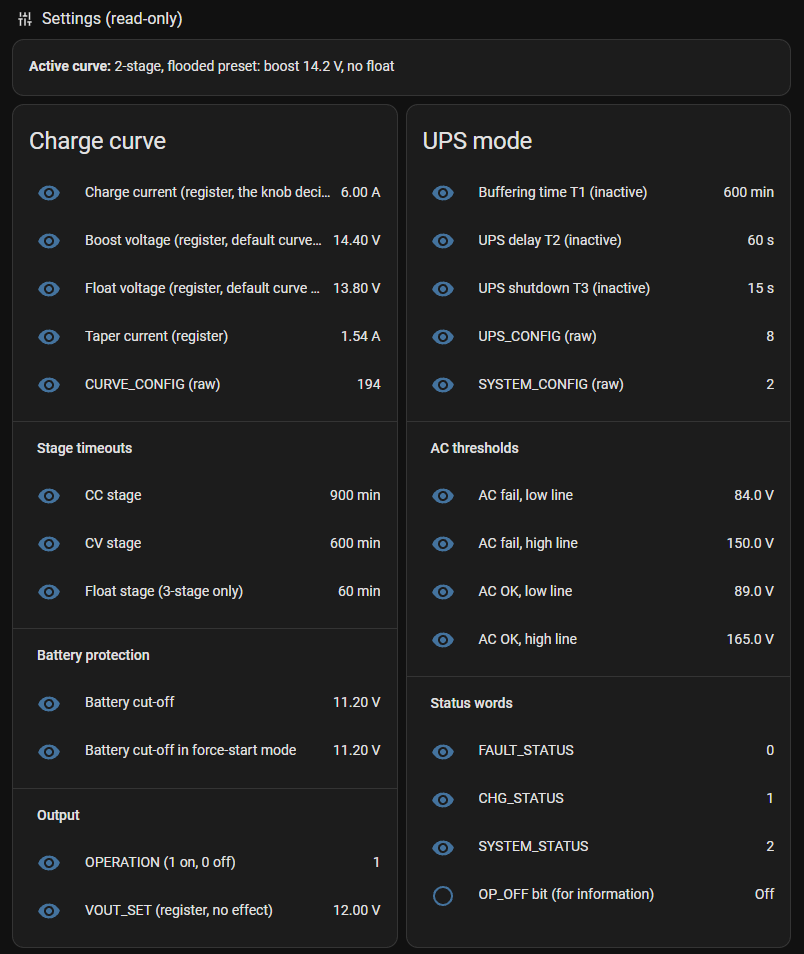 Settings (read-only)
Active curve: 2-stage, flooded preset: boost 14.2 V, no float
Charge curve
Charge current (register, the knob deci... 6.00 A
Boost voltage (register, default curve... 14.40 V
Float voltage (register, default curve ... 13.80 V
Taper current (register) 1.54 A
CURVE_CONFIG (raw) 194
Stage timeouts
CC stage 900 min
CV stage 600 min
Float stage (3-stage only) 60 min
Battery protection
Battery cut-off 11.20 V
Battery cut-off in force-start mode 11.20 V
Output
OPERATION (1 on, 0 off) 1
VOUT_SET (register, no effect) 12.00 V
UPS mode
Buffering time T1 (inactive) 600 min
UPS delay T2 (inactive) 60 s
UPS shutdown T3 (inactive) 15 s
UPS_CONFIG (raw) 8
SYSTEM_CONFIG (raw) 2
AC thresholds
AC fail, low line 84.0 V
AC fail, high line 150.0 V
AC OK, low line 89.0 V
AC OK, high line 165.0 V
Status words
FAULT_STATUS 0
CHG_STATUS 1
SYSTEM_STATUS 2
OP_OFF bit (for information) Off